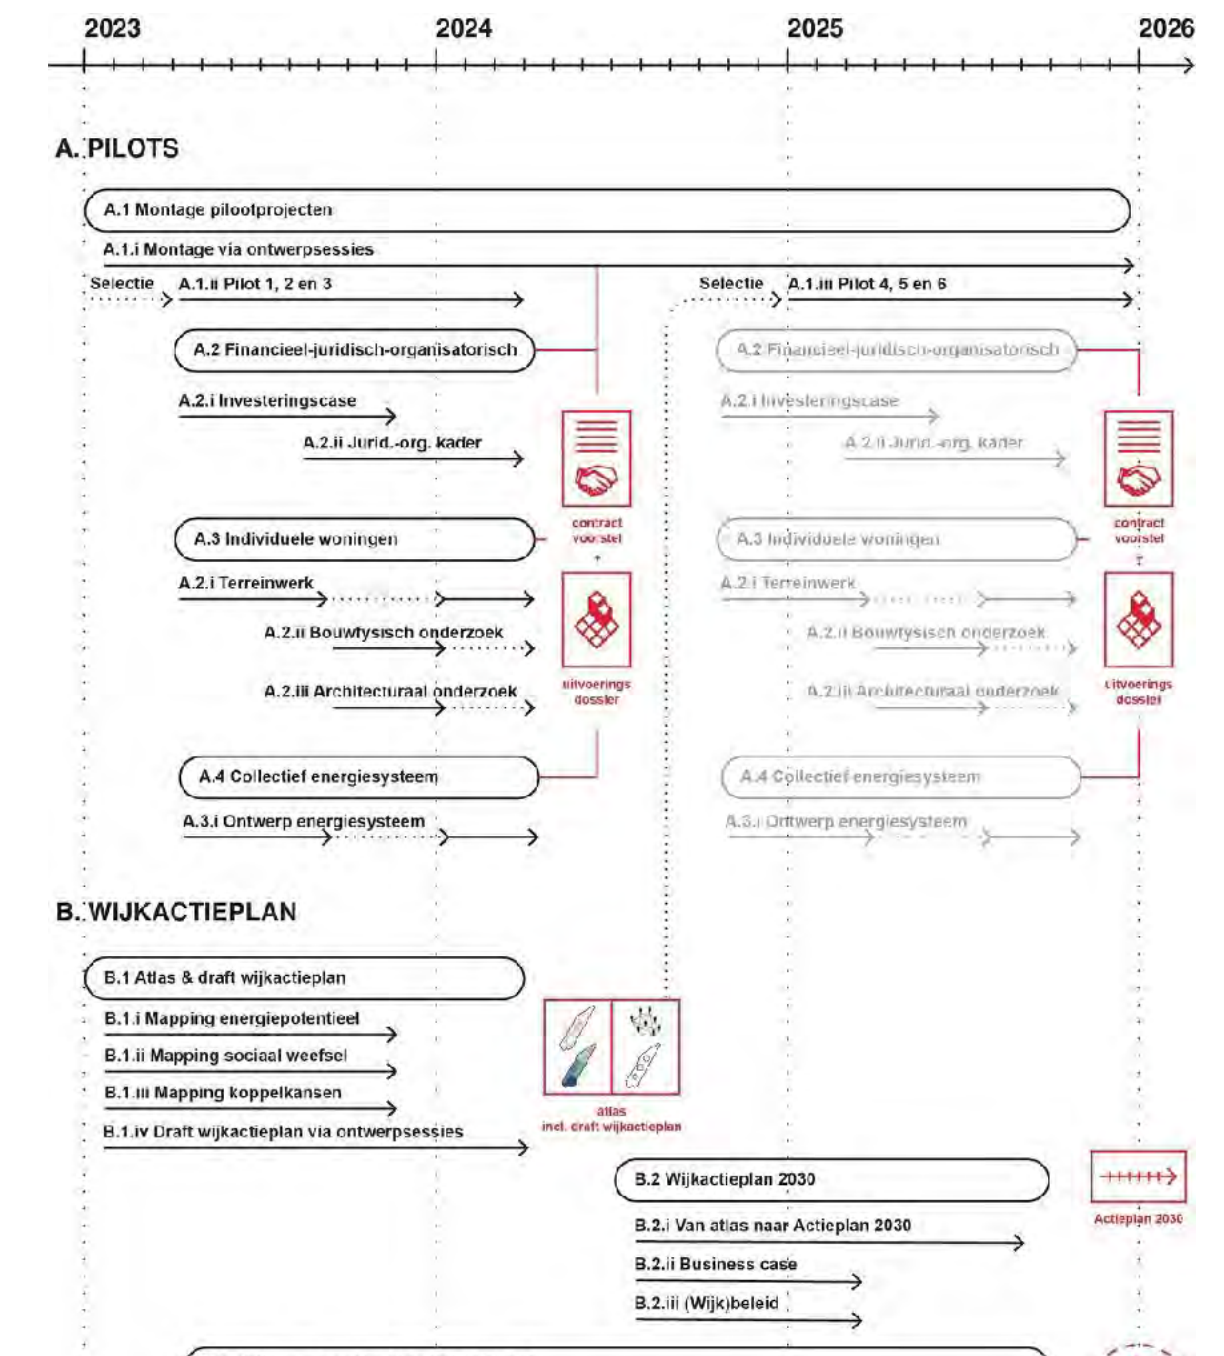 2023 2024 2025 2026
A. PILOTS
A.1 Montage pilootprojecten
A.1.i Montage via ontwerpsessies
Selectie A.1.ii Pilot 1, 2 en 3 Selectie A.1.iii Pilot 4, 5 en 6
A.2 Financieel-juridisch-organisatorisch A.2 Financieel-juridisch-organisatorisch
A.2.i Investeringscase A.2.i Investeringscase
A.2.ii Jurid.-org. kader A.2.ii Jurid.-org. kader
contract contract
voorstel voorstel
+ +
A.3 Individuele woningen A.3 Individuele woningen
A.2.i Terreinwerk A.2.i Terreinwerk
A.2.ii Bouwfysisch onderzoek A.2.ii Bouwfysisch onderzoek
A.2.iii Architecturaal onderzoek A.2.iii Architecturaal onderzoek
uitvoerings uitvoerings
dossier dossier
A.4 Collectief energiesysteem A.4 Collectief energiesysteem
A.3.i Ontwerp energiesysteem A.3.i Ontwerp energiesysteem
B. WIJKACTIEPLAN
B.1 Atlas & draft wijkactieplan
B.1.i Mapping energiepotentieel
B.1.ii Mapping sociaal weefsel
B.1.iii Mapping koppelkansen
B.1.iv Draft wijkactieplan via ontwerpsessies
atlas
incl. draft wijkactieplan
B.2 Wijkactieplan 2030
B.2.i Van atlas naar Actieplan 2030
Actieplan 2030
B.2.ii Business case
B.2.iii (Wijk)beleid